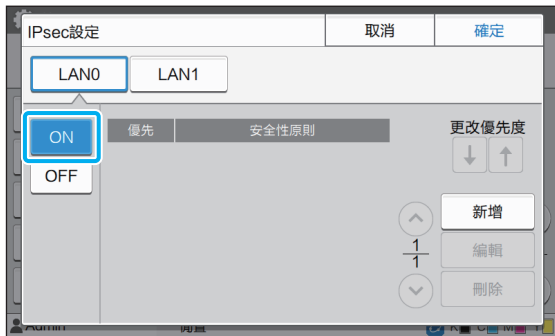 IPsec設定
取消
確定
LAN0
LAN1
ON
OFF
優先
安全性原則
更改優先度
新增
1
1
編輯
刪除
Admin
K
C
M
Y